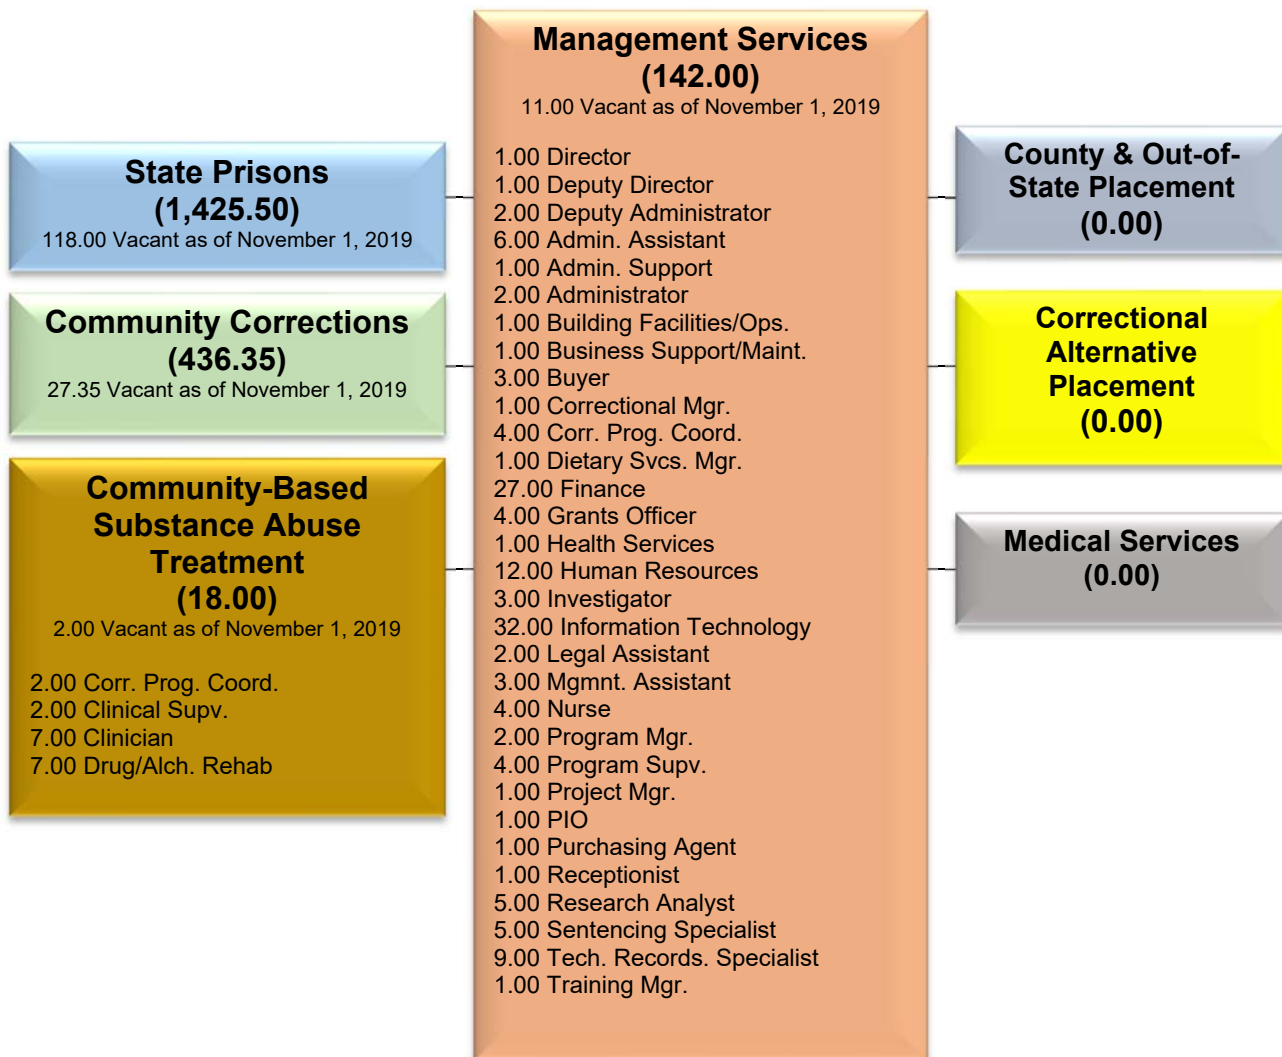 Management Services
(142.00)
11.00 Vacant as of November 1, 2019
1.00 Director
1.00 Deputy Director
2.00 Deputy Administrator
6.00 Admin. Assistant
1.00 Admin. Support
2.00 Administrator
1.00 Building Facilities/Ops.
1.00 Business Support/Maint.
3.00 Buyer
1.00 Correctional Mgr.
4.00 Corr. Prog. Coord.
1.00 Dietary Svcs. Mgr.
27.00 Finance
4.00 Grants Officer
1.00 Health Services
12.00 Human Resources
3.00 Investigator
32.00 Information Technology
2.00 Legal Assistant
3.00 Mgmnt. Assistant
4.00 Nurse
2.00 Program Mgr.
4.00 Program Supv.
1.00 Project Mgr.
1.00 PIO
1.00 Purchasing Agent
1.00 Receptionist
5.00 Research Analyst
5.00 Sentencing Specialist
9.00 Tech. Records. Specialist
1.00 Training Mgr.
State Prisons
(1,425.50)
118.00 Vacant as of November 1, 2019
Community Corrections
(436.35)
27.35 Vacant as of November 1, 2019
Community-Based
Substance Abuse
Treatment
(18.00)
2.00 Vacant as of November 1, 2019
2.00 Corr. Prog. Coord.
2.00 Clinical Supv.
7.00 Clinician
7.00 Drug/Alch. Rehab
County & Out-of-
State Placement
(0.00)
Correctional
Alternative
Placement
(0.00)
Medical Services
(0.00)